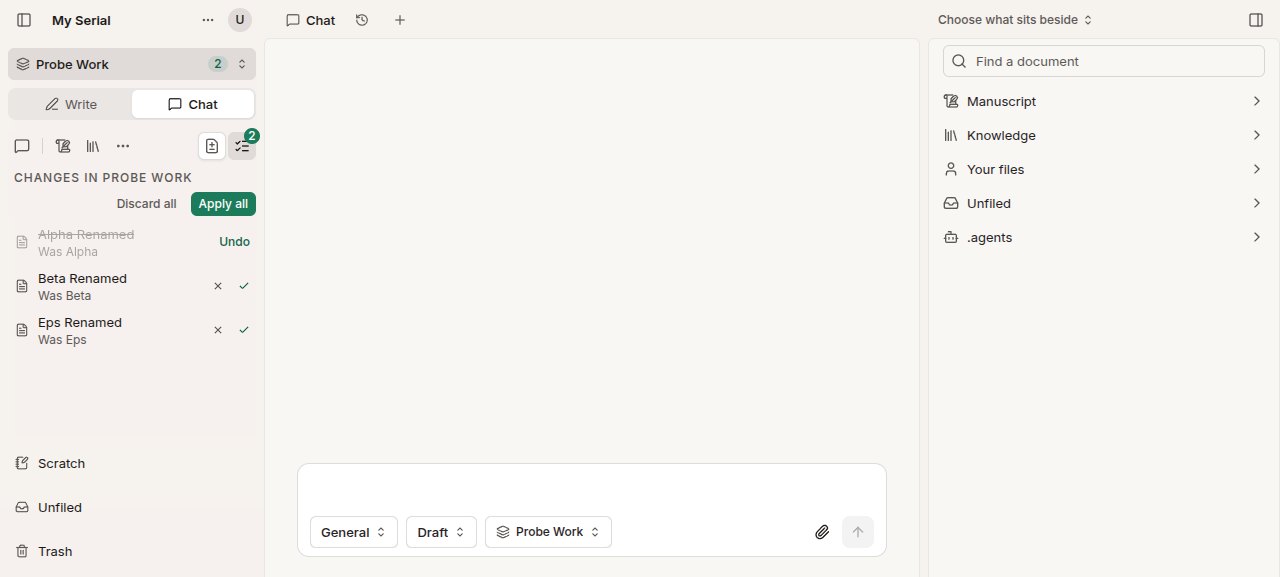 My Serial
U
Chat
Choose what sits beside
Probe Work
2
Find a document
Write
Chat
Manuscript
Knowledge
2
Your files
CHANGES IN PROBE WORK
Discard all
Apply all
Unfiled
Alpha Renamed
Was Alpha
Undo
.agents
Beta Renamed
Was Beta
Eps Renamed
Was Eps
Scratch
Unfiled
Trash
General
Draft
Probe Work